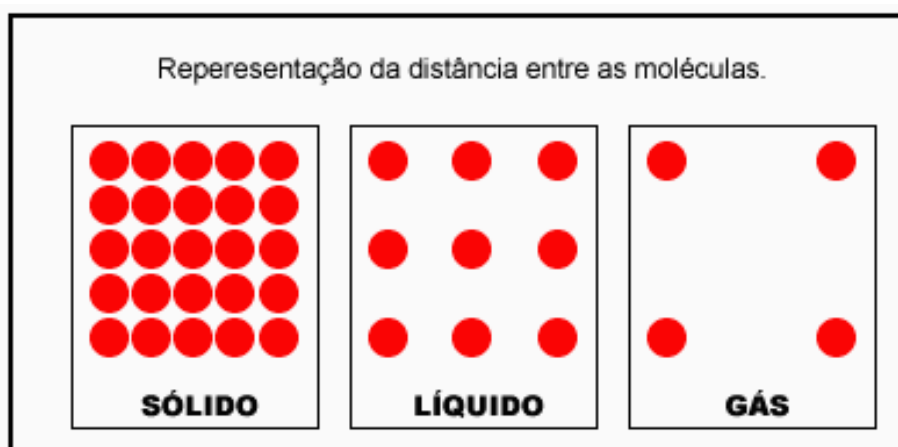 Reperesentação da distância entre as moléculas.
SÓLIDO
LÍQUIDO
GÁS